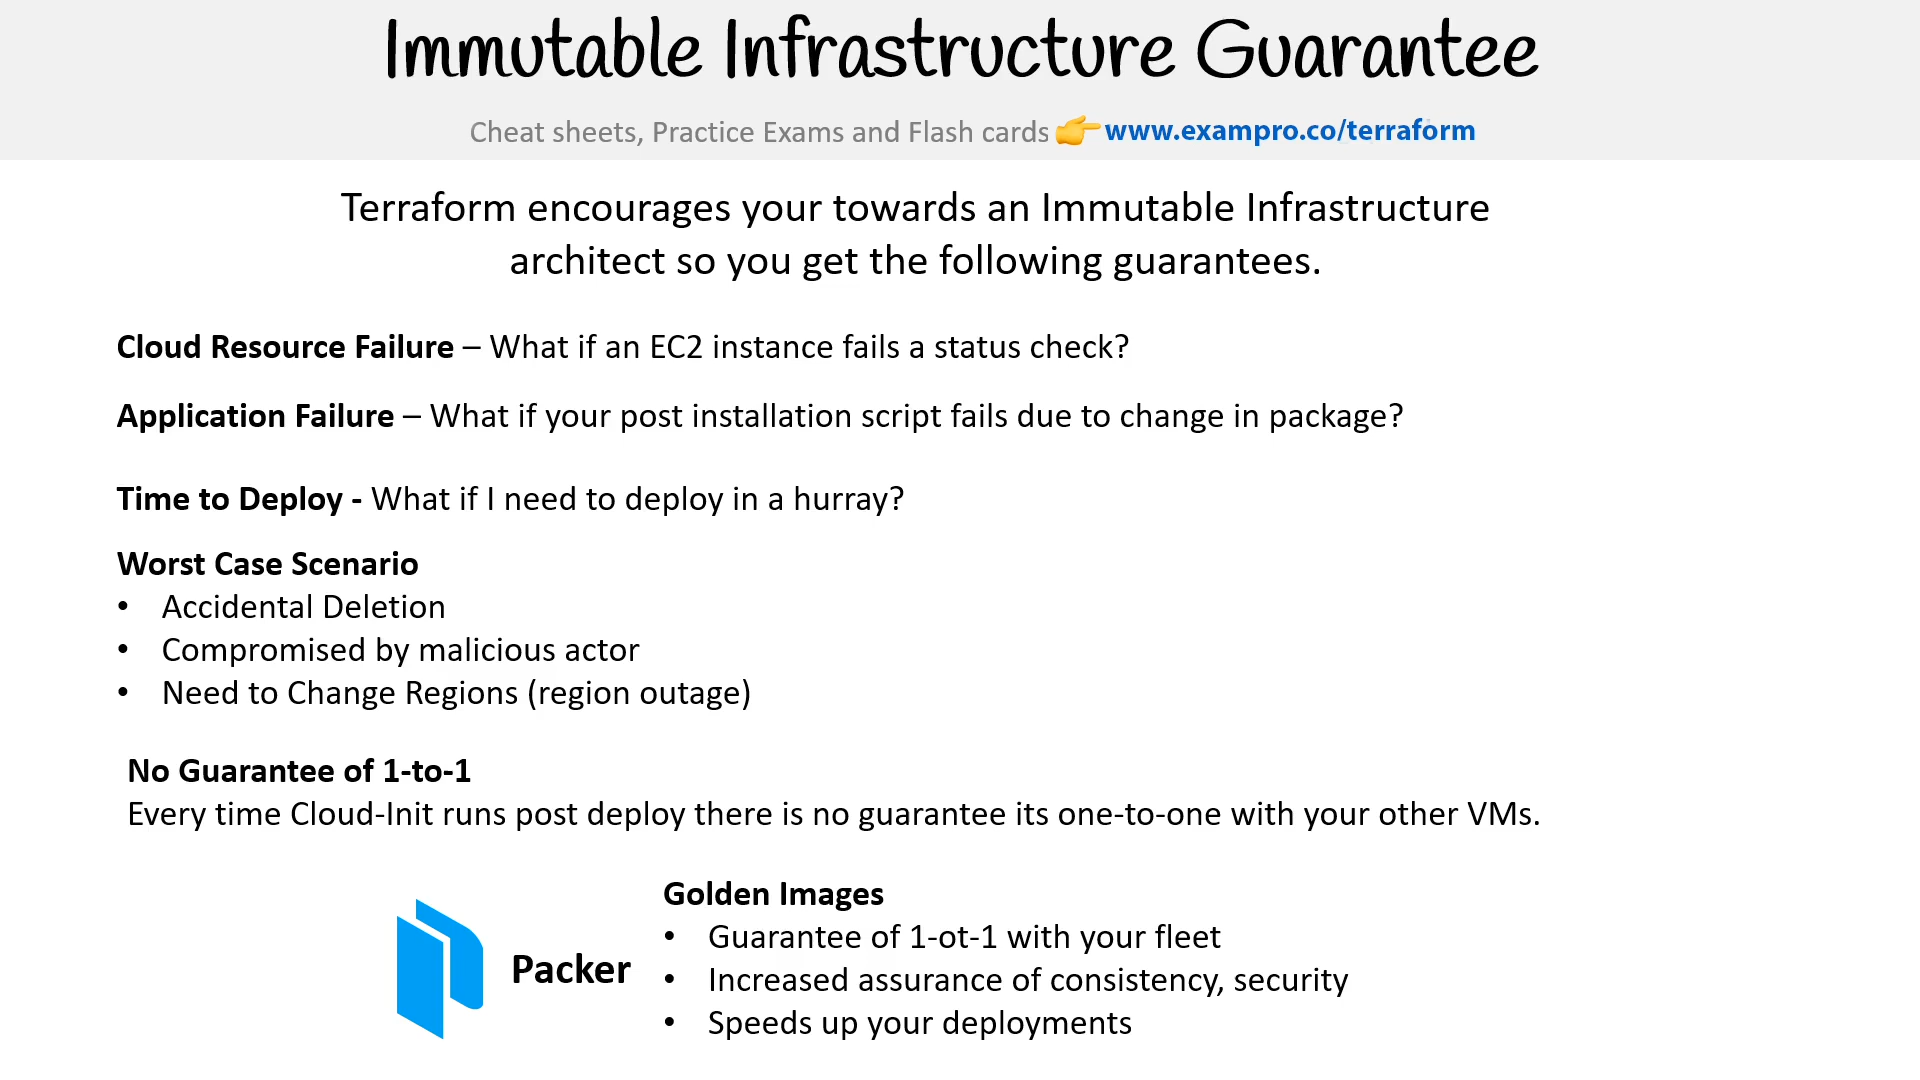 Immutable Infrastructure Guarantee
Cheat sheets, Practice Exams and Flash cards 👉 www.exampro.co/terraform
Terraform encourages your towards an Immutable Infrastructure
architect so you get the following guarantees.
Cloud Resource Failure – What if an EC2 instance fails a status check?
Application Failure – What if your post installation script fails due to change in package?
Time to Deploy - What if I need to deploy in a hurray?
Worst Case Scenario
• Accidental Deletion
• Compromised by malicious actor
• Need to Change Regions (region outage)
No Guarantee of 1-to-1
Every time Cloud-Init runs post deploy there is no guarantee its one-to-one with your other VMs.
Packer
Golden Images
• Guarantee of 1-ot-1 with your fleet
• Increased assurance of consistency, security
• Speeds up your deployments